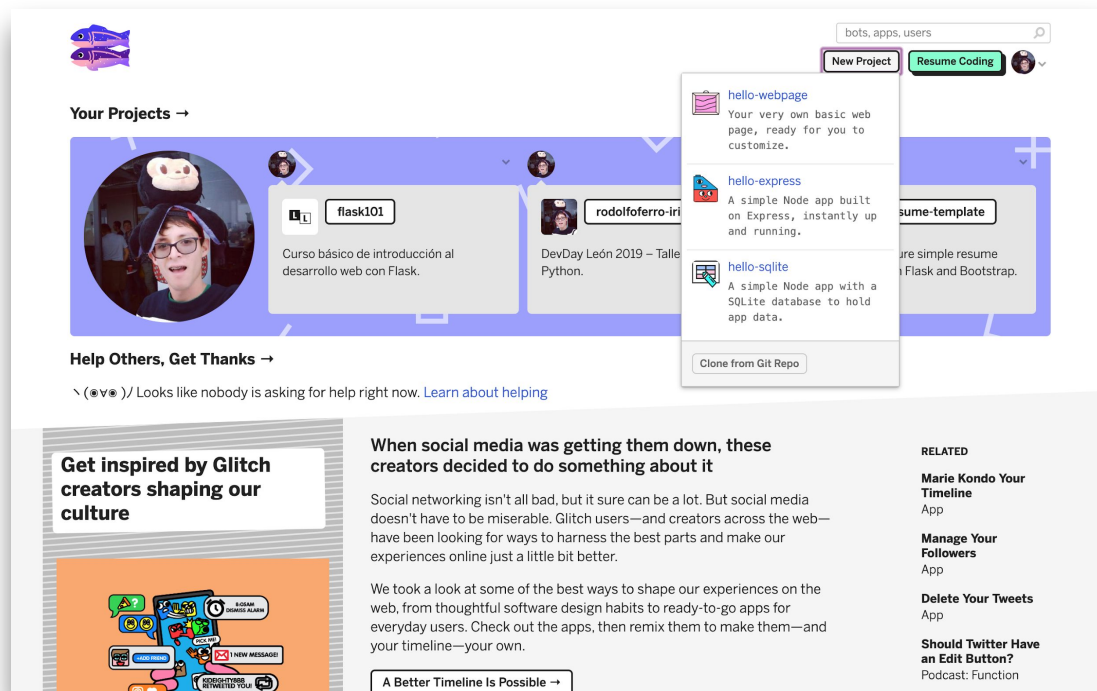 bots, apps, users
New Project
Resume Coding
hello-webpage
Your very own basic web
page, ready for you to
customize.
hello-express
A simple Node app built
on Express, instantly up
and running.
hello-sqlite
A simple Node app with a
SQLite database to hold
app data.
Clone from Git Repo
Your Projects →
LL
flask101
Curso básico de introducción al
desarrollo web con Flask.
rodolfoferro-iri
DevDay León 2019 – Talle
Python.
sume-template
ure simple resume
Flask and Bootstrap.
Help Others, Get Thanks →
ヽ(◉∀◉ )ﾉ Looks like nobody is asking for help right now. Learn about helping
Get inspired by Glitch
creators shaping our
culture
8:05AM
DISMISS ALARM
PICK ME!
+ADD FRIEND
1 NEW MESSAGE!
KIDEIGHTYBBB
RETWEETED YOU!
When social media was getting them down, these
creators decided to do something about it
Social networking isn't all bad, but it sure can be a lot. But social media
doesn't have to be miserable. Glitch users—and creators across the web—
have been looking for ways to harness the best parts and make our
experiences online just a little bit better.
We took a look at some of the best ways to shape our experiences on the
web, from thoughtful software design habits to ready-to-go apps for
everyday users. Check out the apps, then remix them to make them—and
your timeline—your own.
A Better Timeline Is Possible →
RELATED
Marie Kondo Your
Timeline
App
Manage Your
Followers
App
Delete Your Tweets
App
Should Twitter Have
an Edit Button?
Podcast: Function